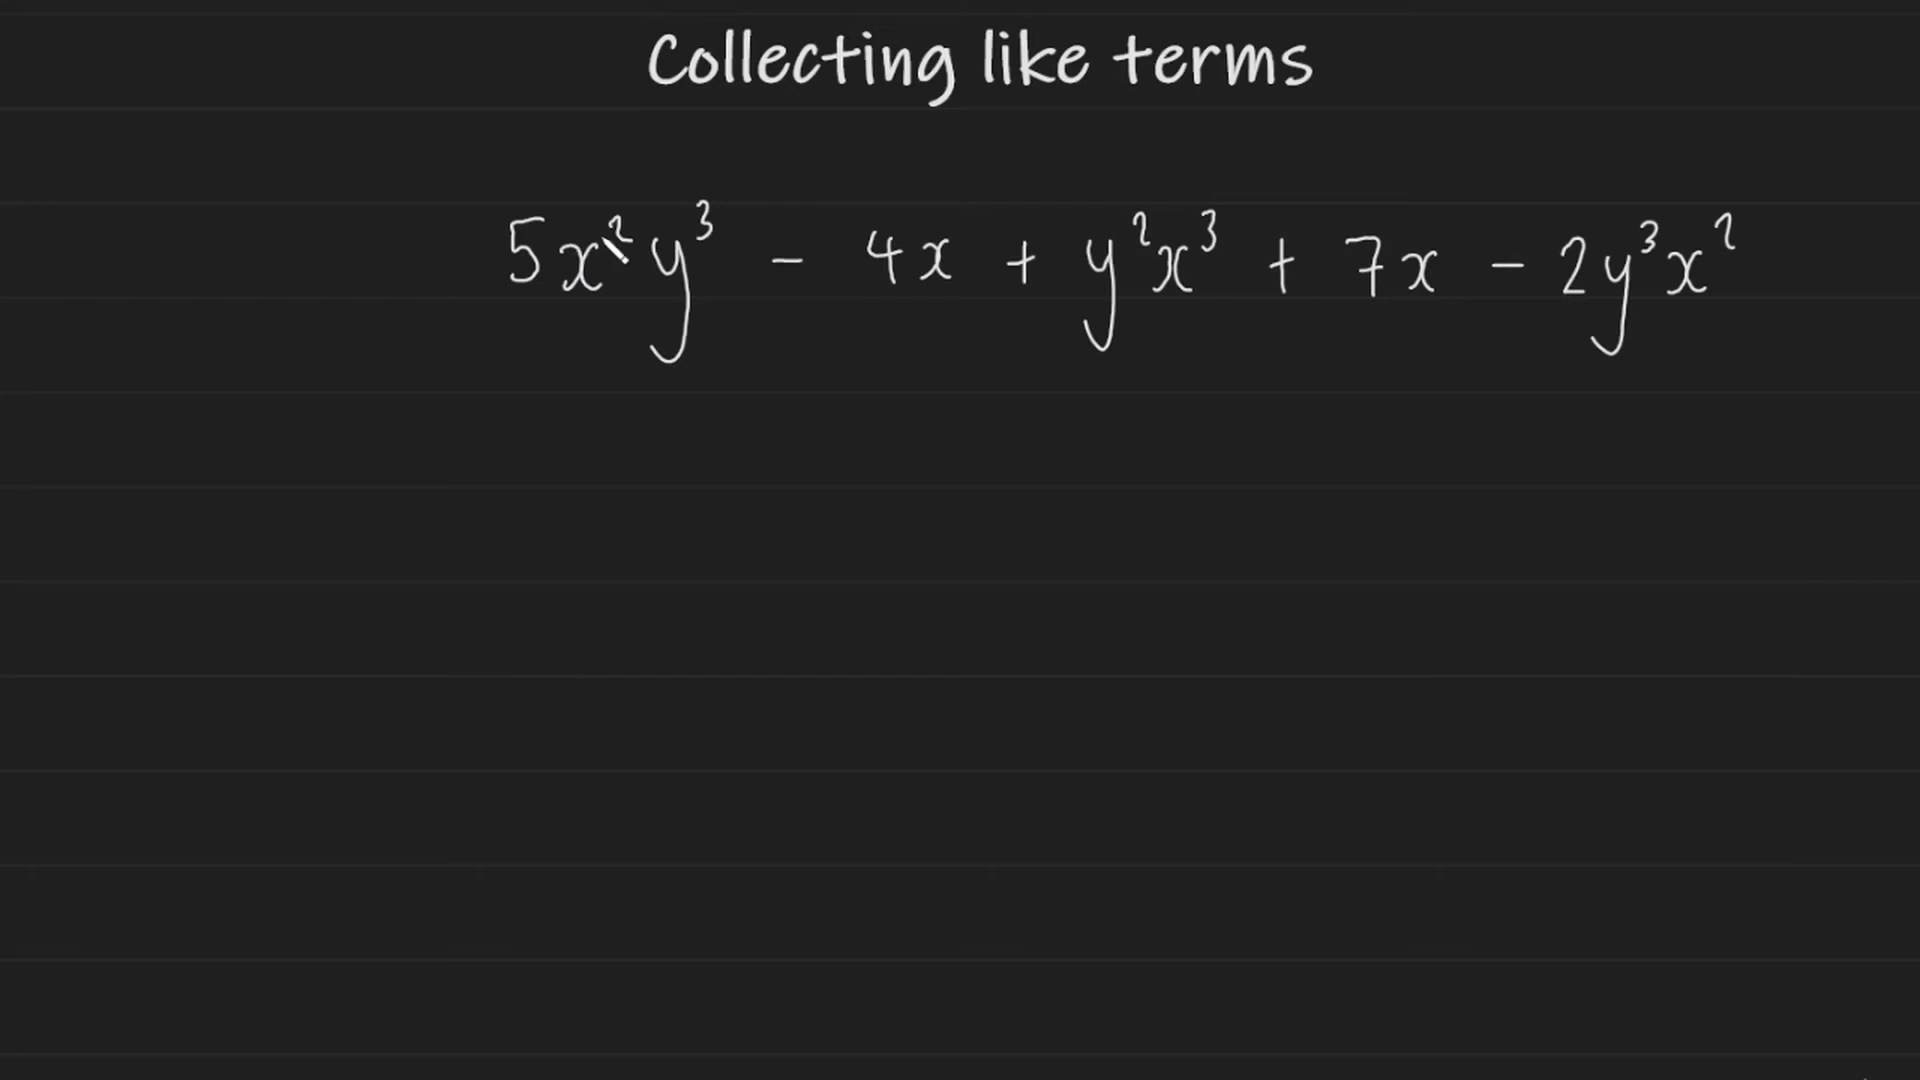 Collecting like terms
5x²y³ - 4x + y²x³ + 7x - 2y³x²